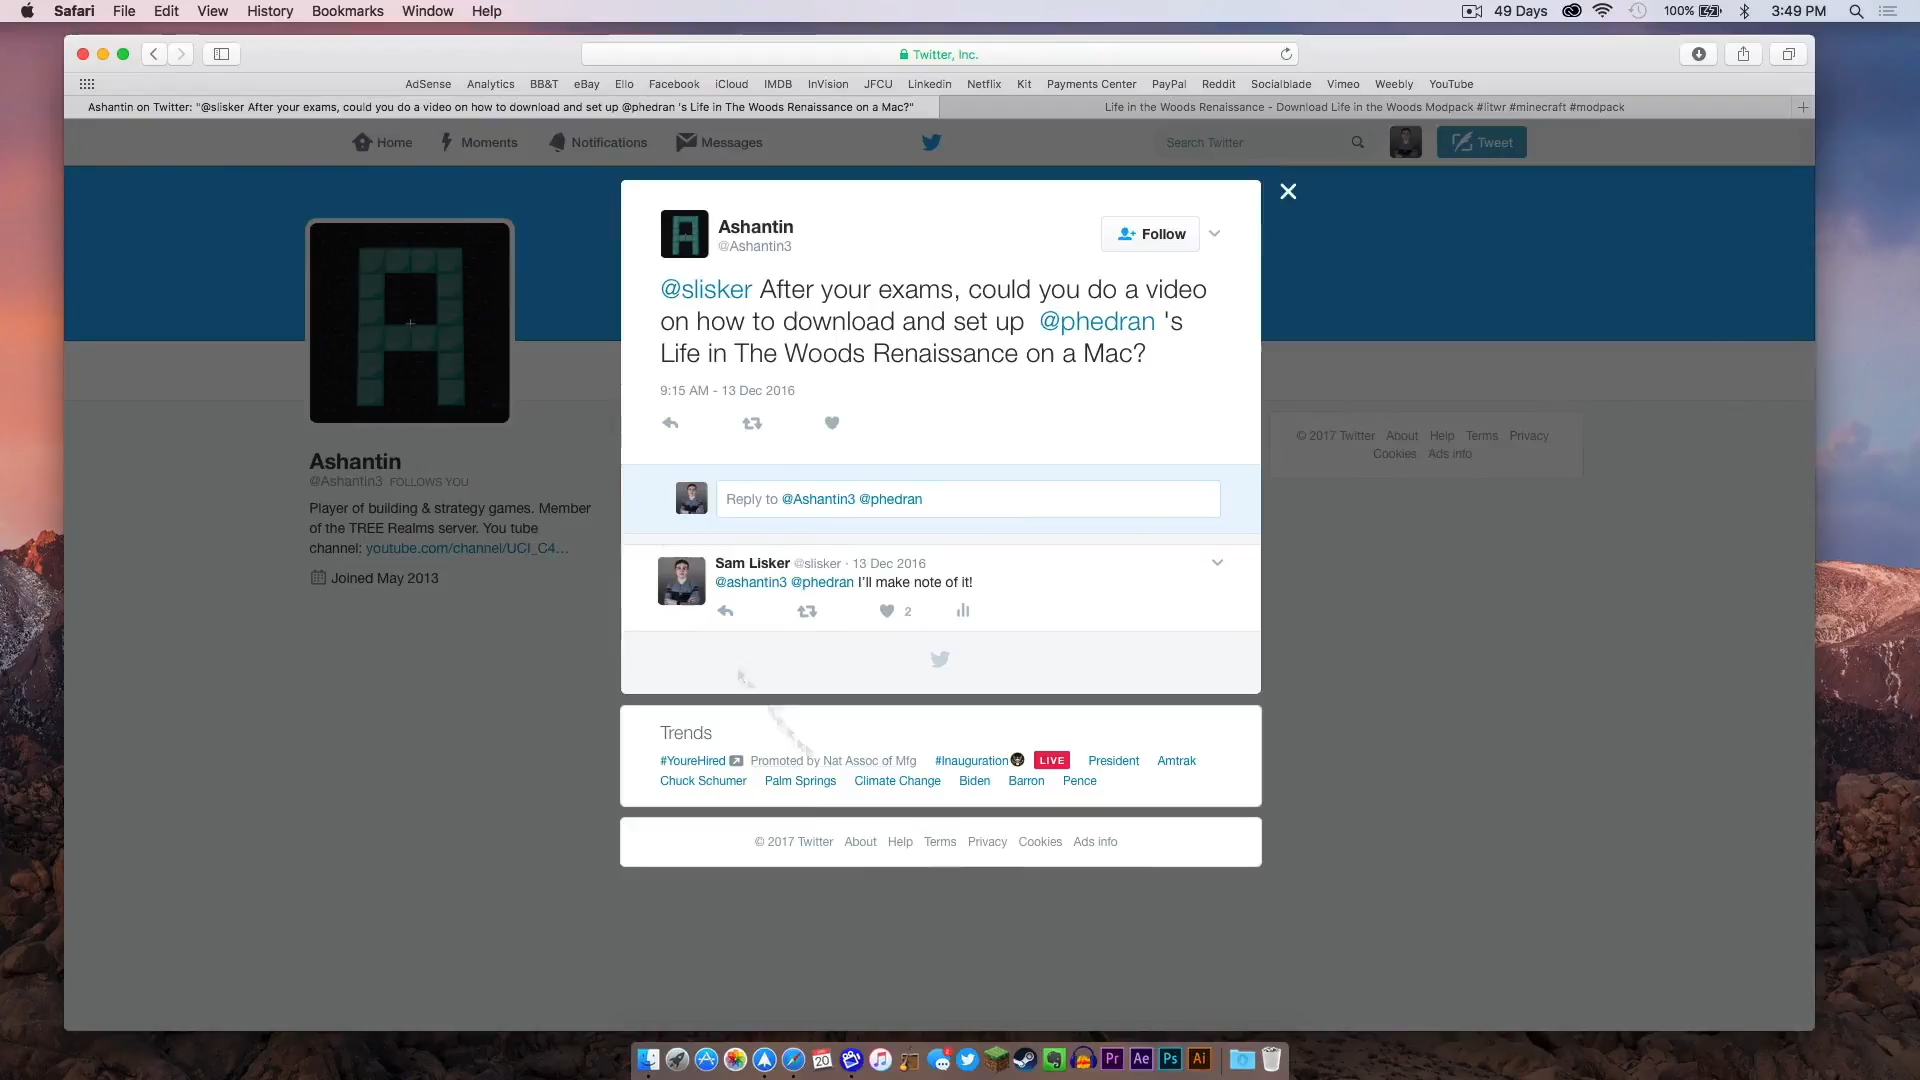 Safari File Edit View History Bookmarks Window Help
49 Days 100% 3:49 PM
Twitter, Inc.
AdSense Analytics BB&T eBay Ello Facebook iCloud IMDB InVision JFCU Linkedin Netflix Kit Payments Center PayPal Reddit Socialblade Vimeo Weebly YouTube
Ashantin on Twitter: "@slisker After your exams, could you do a video on how to download and set up @phedran 's Life in The Woods Renaissance on a Mac?"
Life in the Woods Renaissance - Download Life in the Woods Modpack #litwr #minecraft #modpack
Home Moments Notifications Messages Search Twitter Tweet
Ashantin
@Ashantin3
Follow
@slisker After your exams, could you do a video
on how to download and set up @phedran 's
Life in The Woods Renaissance on a Mac?
9:15 AM - 13 Dec 2016
Reply to @Ashantin3 @phedran
Sam Lisker @slisker · 13 Dec 2016
@ashantin3 @phedran I'll make note of it!
2
Ashantin
@Ashantin3 FOLLOWS YOU
Player of building & strategy games. Member
of the TREE Realms server. You tube
channel: youtube.com/channel/UCI_C4...
Joined May 2013
© 2017 Twitter About Help Terms Privacy
Cookies Ads info
Trends
#YoureHired Promoted by Nat Assoc of Mfg #Inauguration LIVE President Amtrak
Chuck Schumer Palm Springs Climate Change Biden Barron Pence
© 2017 Twitter About Help Terms Privacy Cookies Ads info
20 Pr Ae Ps Ai